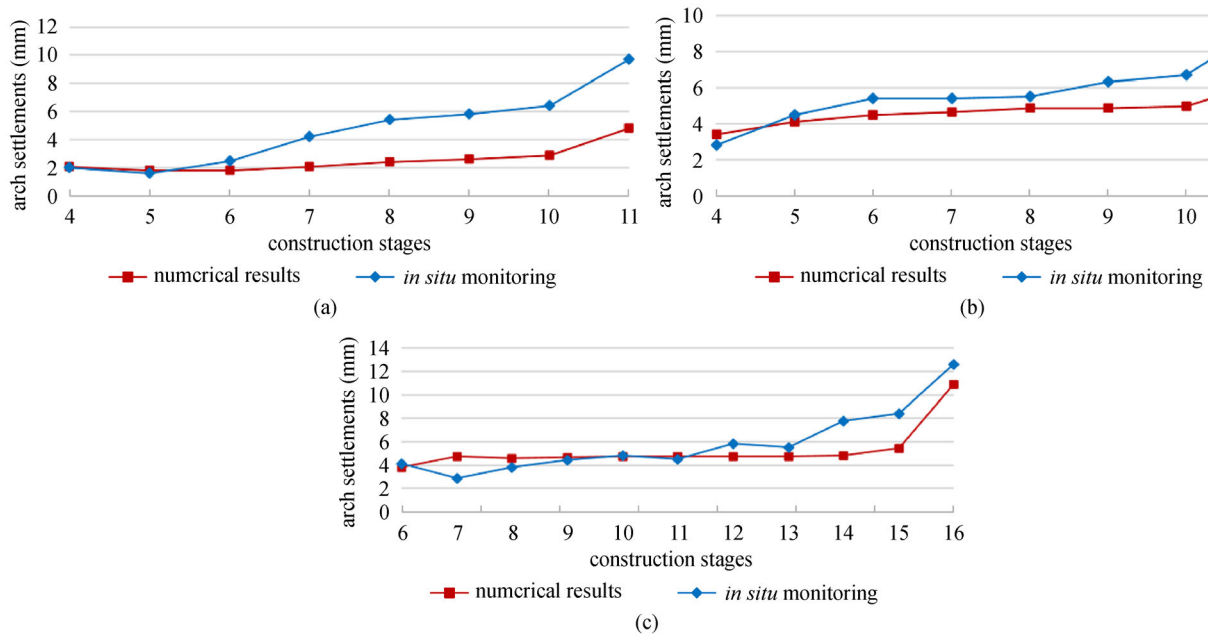 12
10
8
6
4
2
0
arch settlements (mm)
4 5 6 7 8 9 10 11
construction stages
numcrical results in situ monitoring
(a)
10
8
6
4
2
0
arch settlements (mm)
4 5 6 7 8 9 10
construction stages
numcrical results in situ monitoring
(b)
14
12
10
8
6
4
2
0
arch settlements (mm)
6 7 8 9 10 11 12 13 14 15 16
construction stages
numcrical results in situ monitoring
(c)